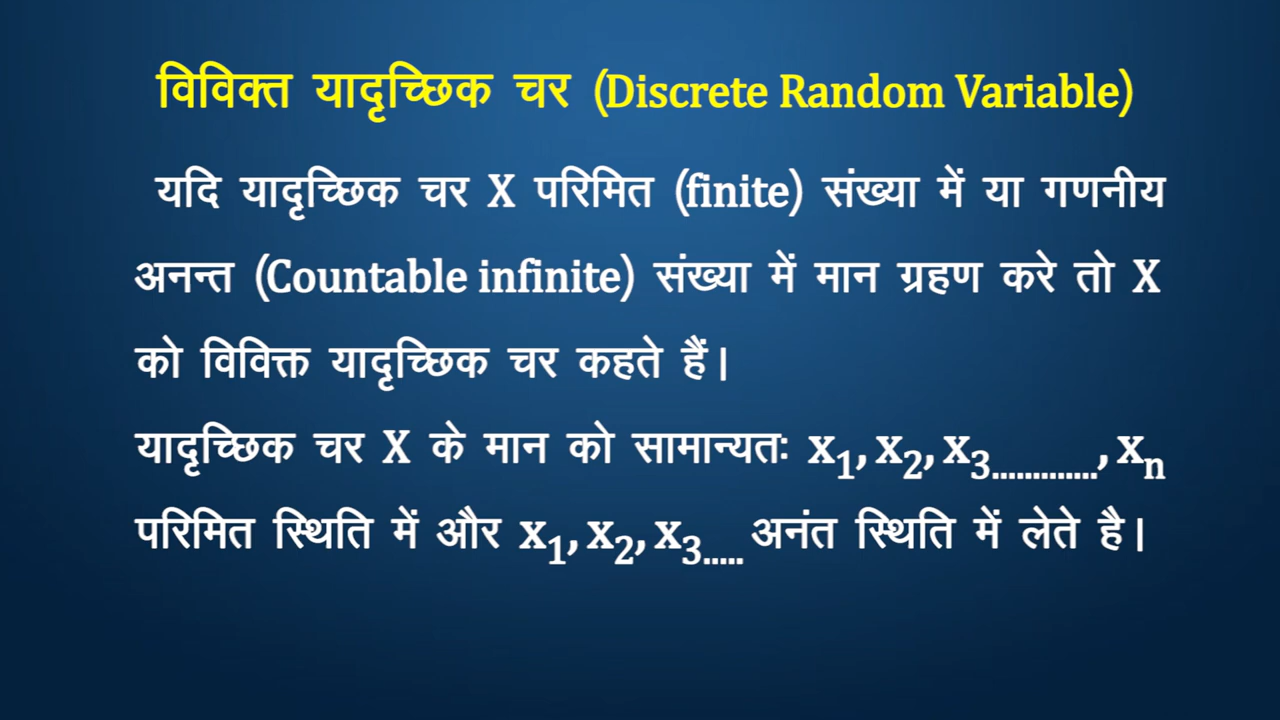 विविक्त यादृच्छिक चर (Discrete Random Variable)
यदि यादृच्छिक चर X परिमित (finite) संख्या में या गणनीय
अनन्त (Countable infinite) संख्या में मान ग्रहण करे तो X
को विविक्त यादृच्छिक चर कहते हैं।
यादृच्छिक चर X के मान को सामान्यतः x₁, x₂, x₃............., xₙ
परिमित स्थिति में और x₁, x₂, x₃..... अनंत स्थिति में लेते है।